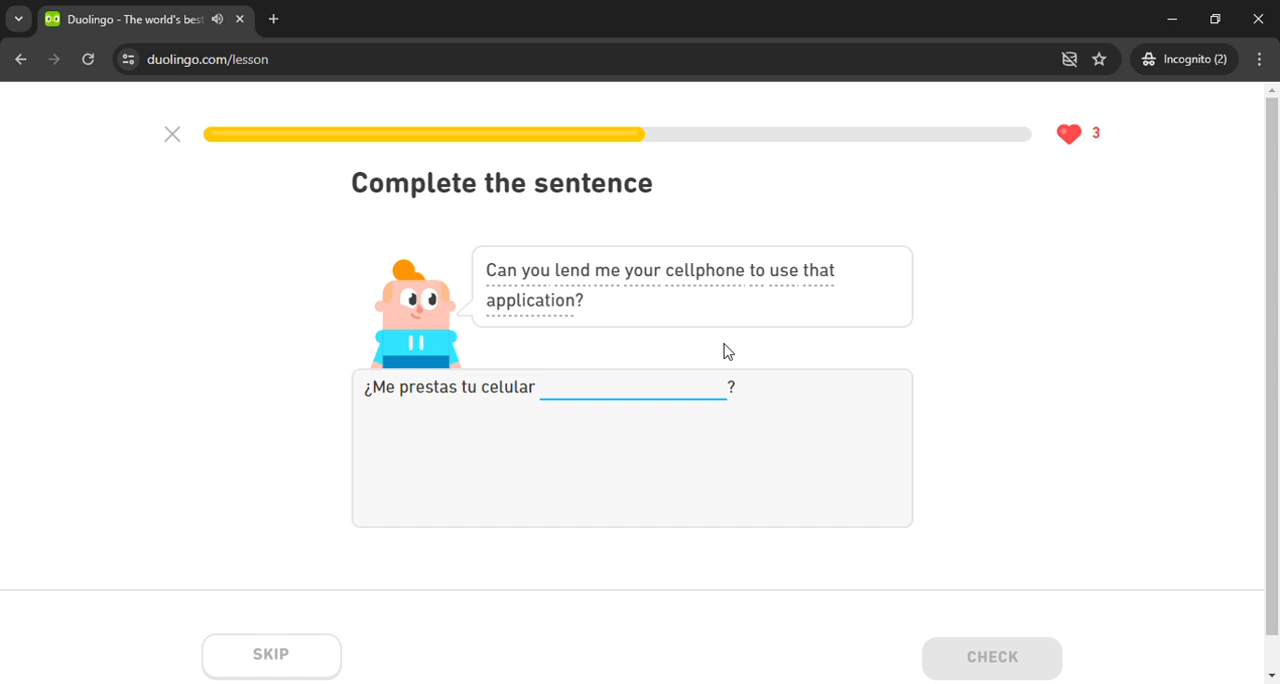 Duolingo - The world's best
duolingo.com/lesson
Incognito (2)
3
Complete the sentence
Can you lend me your cellphone to use that
application?
¿Me prestas tu celular ____________________?
SKIP
CHECK